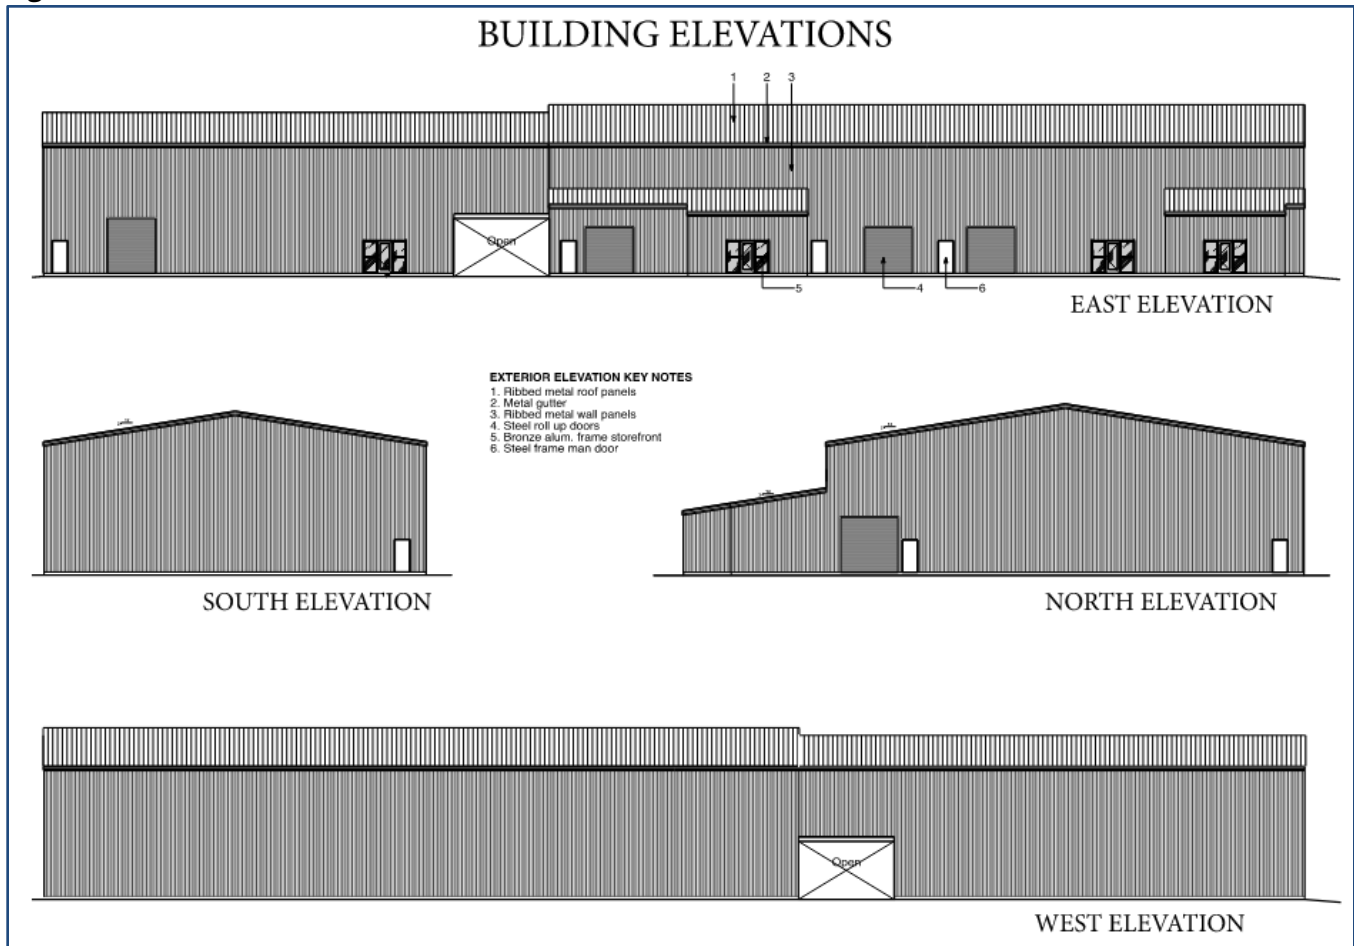 BUILDING ELEVATIONS
1 2 3
Open
5 4 6
EAST ELEVATION
EXTERIOR ELEVATION KEY NOTES
1. Ribbed metal roof panels
2. Metal gutter
3. Ribbed metal wall panels
4. Steel roll up doors
5. Bronze alum. frame storefront
6. Steel frame man door
SOUTH ELEVATION
NORTH ELEVATION
Open
WEST ELEVATION